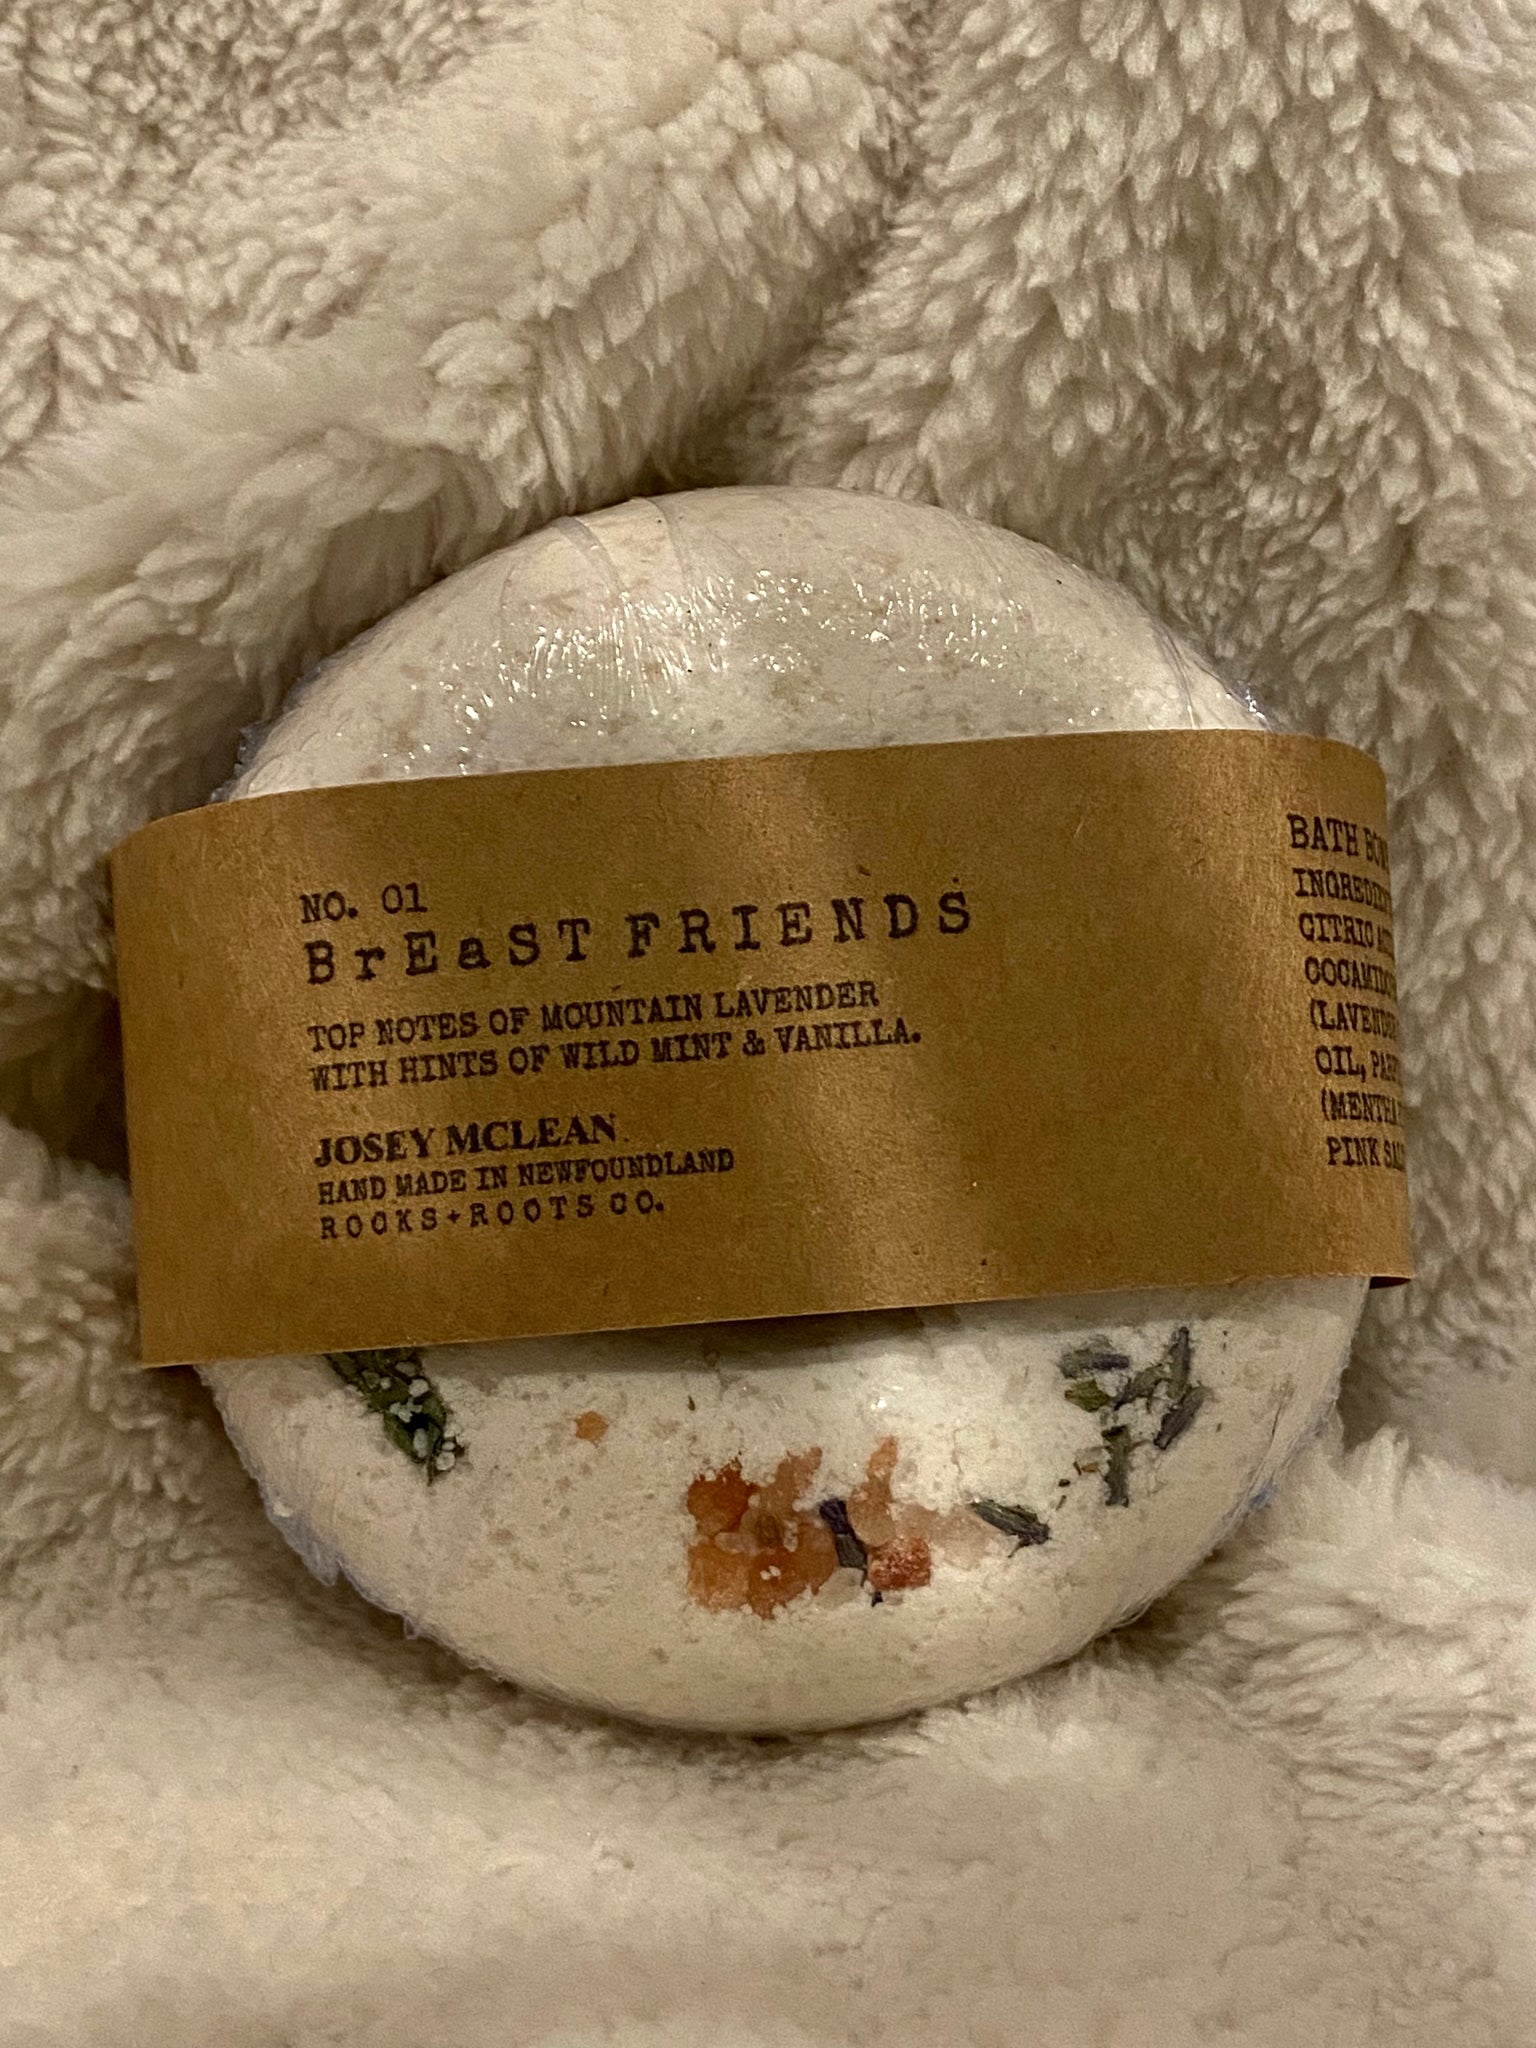 NO. 01
BrEaST FRIENDS
TOP NOTES OF MOUNTAIN LAVENDER
WITH HINTS OF WILD MINT & VANILLA.
JOSEY MCLEAN
HAND MADE IN NEWFOUNDLAND
ROCKS+ROOTS CO.
BATH
CITRIC
OIL,
PINK